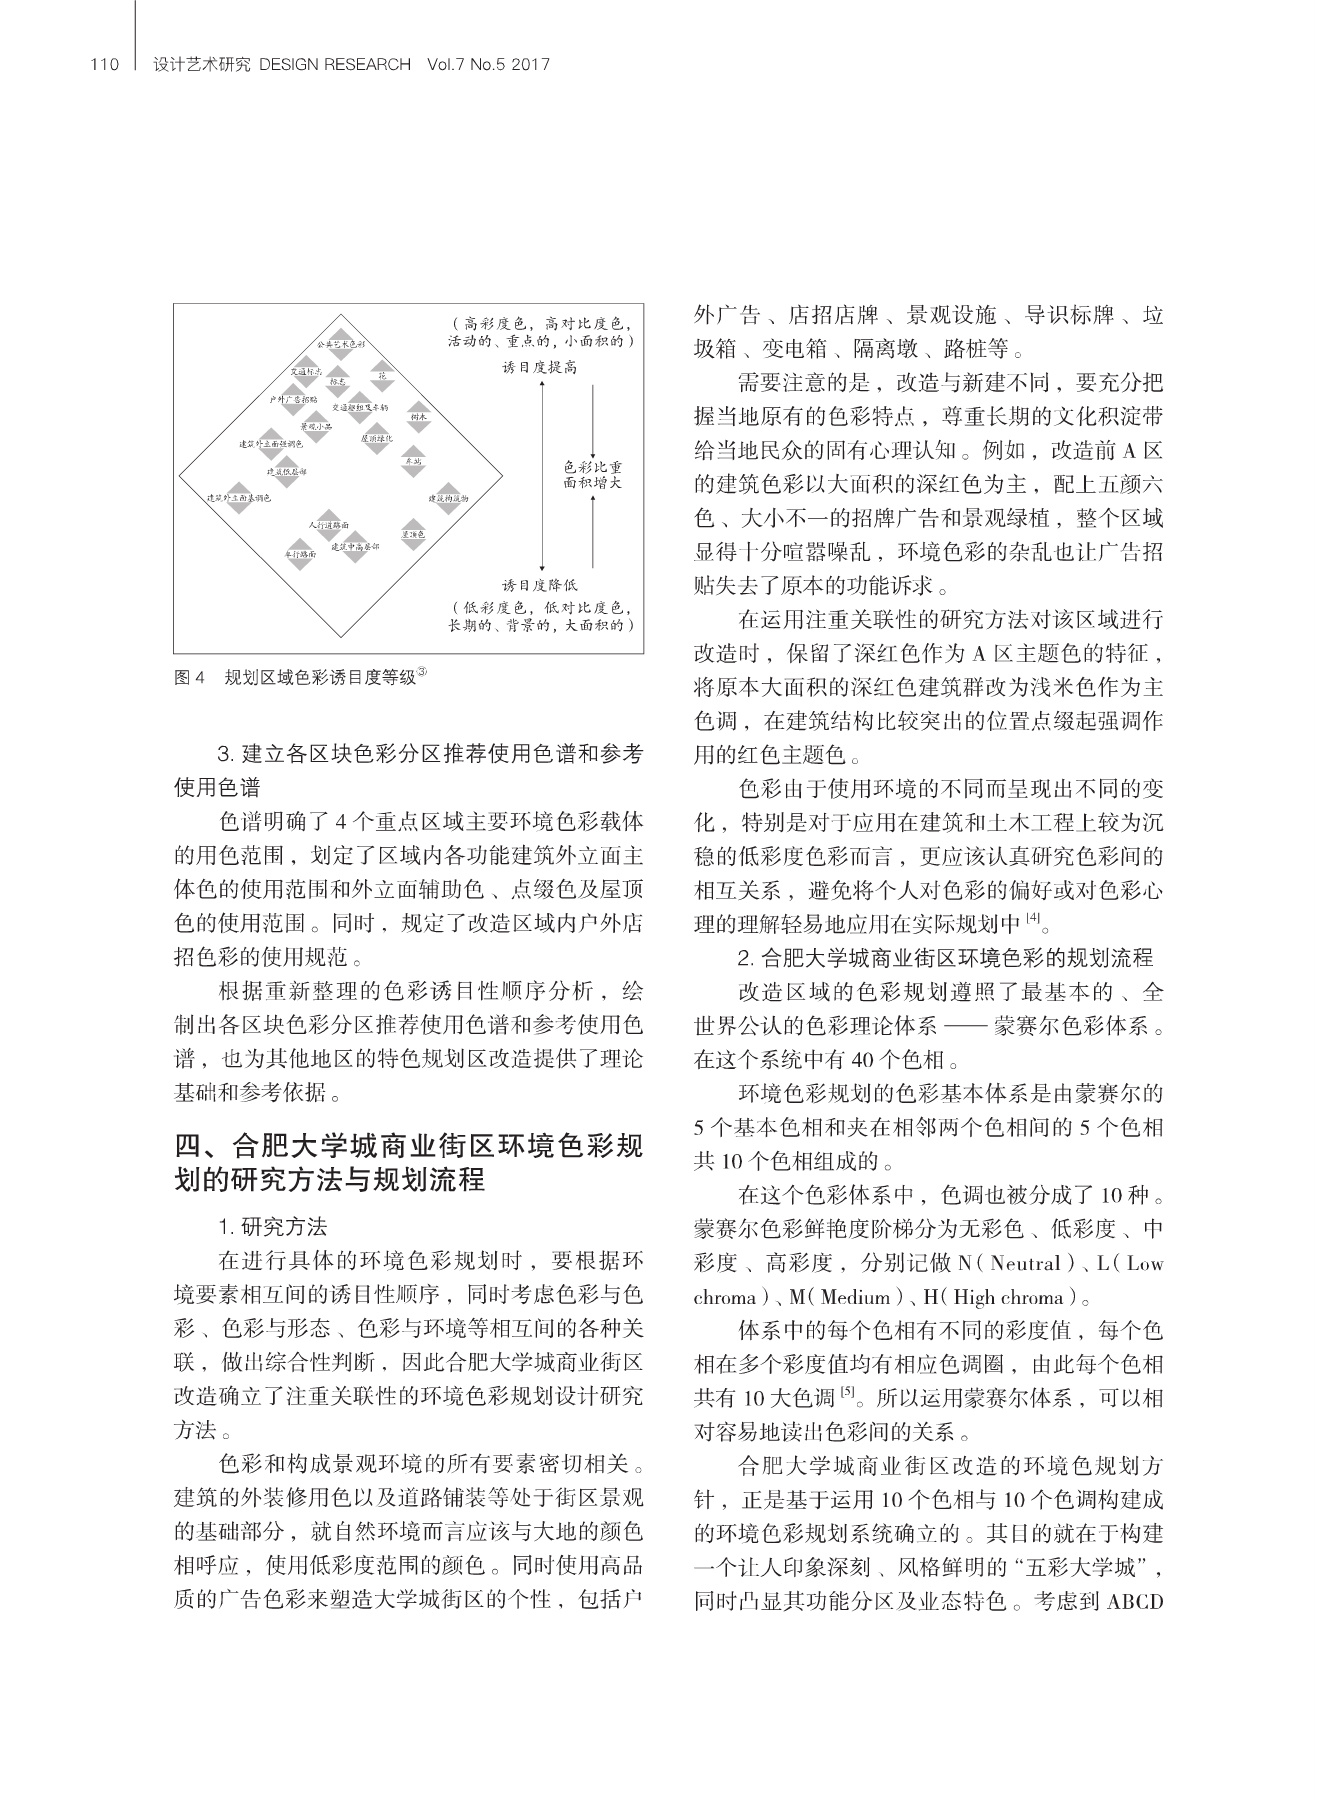 110 设计艺术研究 DESIGN RESEARCH Vol.7 No.5 2017
公共艺术色彩
交通标志
标志
花
户外广告招贴
交通枢纽及车辆
树木
景观小品
屋顶绿化
建筑外立面强调色
车站
建筑低层部
建筑外立面基调色
建筑构筑物
人行道路面
屋顶色
车行路面
建筑中高层部
（高彩度色，高对比度色，
活动的、重点的，小面积的）
诱目度提高
色彩比重
面积增大
诱目度降低
（低彩度色，低对比度色，
长期的、背景的，大面积的）
图 4 规划区域色彩诱目度等级③
3. 建立各区块色彩分区推荐使用色谱和参考
使用色谱
色谱明确了 4 个重点区域主要环境色彩载体
的用色范围，划定了区域内各功能建筑外立面主
体色的使用范围和外立面辅助色、点缀色及屋顶
色的使用范围。同时，规定了改造区域内户外店
招色彩的使用规范。
根据重新整理的色彩诱目性顺序分析，绘
制出各区块色彩分区推荐使用色谱和参考使用色
谱，也为其他地区的特色规划区改造提供了理论
基础和参考依据。
四、合肥大学城商业街区环境色彩规
划的研究方法与规划流程
1. 研究方法
在进行具体的环境色彩规划时，要根据环
境要素相互间的诱目性顺序，同时考虑色彩与色
彩、色彩与形态、色彩与环境等相互间的各种关
联，做出综合性判断，因此合肥大学城商业街区
改造确立了注重关联性的环境色彩规划设计研究
方法。
色彩和构成景观环境的所有要素密切相关。
建筑的外装修用色以及道路铺装等处于街区景观
的基础部分，就自然环境而言应该与大地的颜色
相呼应，使用低彩度范围的颜色。同时使用高品
质的广告色彩来塑造大学城街区的个性，包括户
外广告、店招店牌、景观设施、导识标牌、垃
圾箱、变电箱、隔离墩、路桩等。
需要注意的是，改造与新建不同，要充分把
握当地原有的色彩特点，尊重长期的文化积淀带
给当地民众的固有心理认知。例如，改造前 A 区
的建筑色彩以大面积的深红色为主，配上五颜六
色、大小不一的招牌广告和景观绿植，整个区域
显得十分喧嚣噪乱，环境色彩的杂乱也让广告招
贴失去了原本的功能诉求。
在运用注重关联性的研究方法对该区域进行
改造时，保留了深红色作为 A 区主题色的特征，
将原本大面积的深红色建筑群改为浅米色作为主
色调，在建筑结构比较突出的位置点缀起强调作
用的红色主题色。
色彩由于使用环境的不同而呈现出不同的变
化，特别是对于应用在建筑和土木工程上较为沉
稳的低彩度色彩而言，更应该认真研究色彩间的
相互关系，避免将个人对色彩的偏好或对色彩心
理的理解轻易地应用在实际规划中[4]。
2. 合肥大学城商业街区环境色彩的规划流程
改造区域的色彩规划遵照了最基本的、全
世界公认的色彩理论体系——蒙赛尔色彩体系。
在这个系统中有 40 个色相。
环境色彩规划的色彩基本体系是由蒙赛尔的
5 个基本色相和夹在相邻两个色相间的 5 个色相
共 10 个色相组成的。
在这个色彩体系中，色调也被分成了 10 种。
蒙赛尔色彩鲜艳度阶梯分为无彩色、低彩度、中
彩度、高彩度，分别记做 N（Neutral）、L（Low
chroma）、M（Medium）、H（High chroma）。
体系中的每个色相有不同的彩度值，每个色
相在多个彩度值均有相应色调圈，由此每个色相
共有 10 大色调[5]。所以运用蒙赛尔体系，可以相
对容易地读出色彩间的关系。
合肥大学城商业街区改造的环境色规划方
针，正是基于运用 10 个色相与 10 个色调构建成
的环境色彩规划系统确立的。其目的就在于构建
一个让人印象深刻、风格鲜明的“五彩大学城”，
同时凸显其功能分区及业态特色。考虑到 ABCD